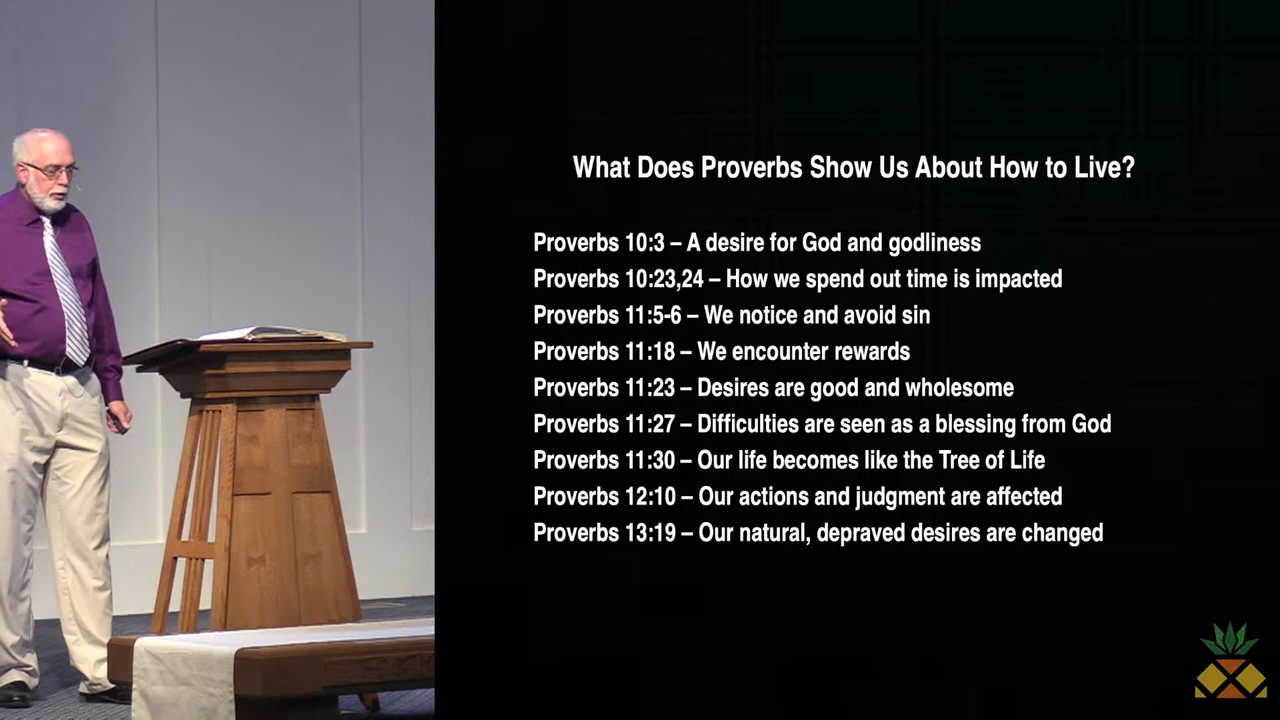 What Does Proverbs Show Us About How to Live?
Proverbs 10:3 – A desire for God and godliness
Proverbs 10:23,24 – How we spend out time is impacted
Proverbs 11:5-6 – We notice and avoid sin
Proverbs 11:18 – We encounter rewards
Proverbs 11:23 – Desires are good and wholesome
Proverbs 11:27 – Difficulties are seen as a blessing from God
Proverbs 11:30 – Our life becomes like the Tree of Life
Proverbs 12:10 – Our actions and judgment are affected
Proverbs 13:19 – Our natural, depraved desires are changed